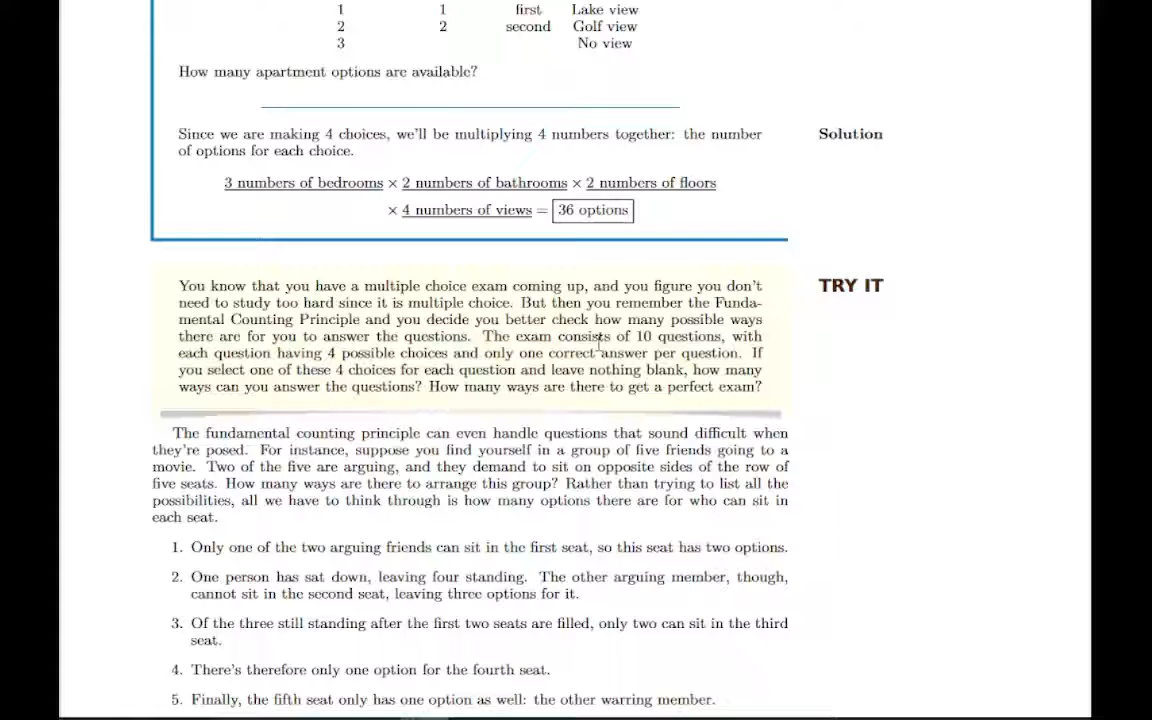 1 1 first Lake view
2 2 second Golf view
3 No view
How many apartment options are available?
Since we are making 4 choices, we'll be multiplying 4 numbers together: the number Solution
of options for each choice.
3 numbers of bedrooms × 2 numbers of bathrooms × 2 numbers of floors
× 4 numbers of views = 36 options
You know that you have a multiple choice exam coming up, and you figure you don't TRY IT
need to study too hard since it is multiple choice. But then you remember the Funda-
mental Counting Principle and you decide you better check how many possible ways
there are for you to answer the questions. The exam consists of 10 questions, with
each question having 4 possible choices and only one correct answer per question. If
you select one of these 4 choices for each question and leave nothing blank, how many
ways can you answer the questions? How many ways are there to get a perfect exam?
The fundamental counting principle can even handle questions that sound difficult when
they're posed. For instance, suppose you find yourself in a group of five friends going to a
movie. Two of the five are arguing, and they demand to sit on opposite sides of the row of
five seats. How many ways are there to arrange this group? Rather than trying to list all the
possibilities, all we have to think through is how many options there are for who can sit in
each seat.
1. Only one of the two arguing friends can sit in the first seat, so this seat has two options.
2. One person has sat down, leaving four standing. The other arguing member, though,
cannot sit in the second seat, leaving three options for it.
3. Of the three still standing after the first two seats are filled, only two can sit in the third
seat.
4. There's therefore only one option for the fourth seat.
5. Finally, the fifth seat only has one option as well: the other warring member.